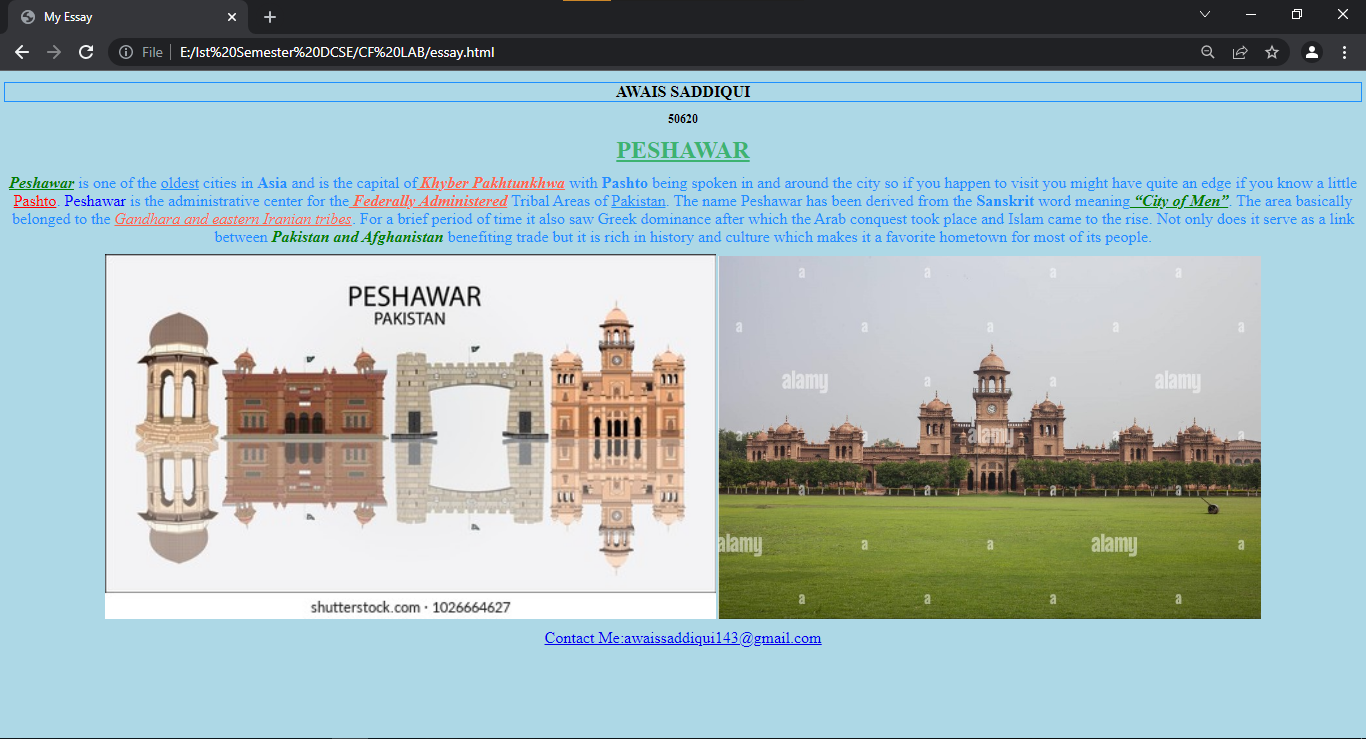 My Essay
File
E:/Ist%20Semester%20DCSE/CF%20LAB/essay.html
AWAIS SADDIQUI
50620
PESHAWAR
Peshawar is one of the oldest cities in Asia and is the capital of Khyber Pakhtunkhwa with Pashto being spoken in and around the city so if you happen to visit you might have quite an edge if you know a little
Pashto. Peshawar is the administrative center for the Federally Administered Tribal Areas of Pakistan. The name Peshawar has been derived from the Sanskrit word meaning “City of Men”. The area basically
belonged to the Gandhara and eastern Iranian tribes. For a brief period of time it also saw Greek dominance after which the Arab conquest took place and Islam came to the rise. Not only does it serve as a link
between Pakistan and Afghanistan benefiting trade but it is rich in history and culture which makes it a favorite hometown for most of its people.
PESHAWAR
PAKISTAN
shutterstock.com · 1026664627
a a a a
a a a a a
alamy a a alamy
a alamy a
a a a a
alamy a a alamy a
a a a a
Contact Me:awaissaddiqui143@gmail.com